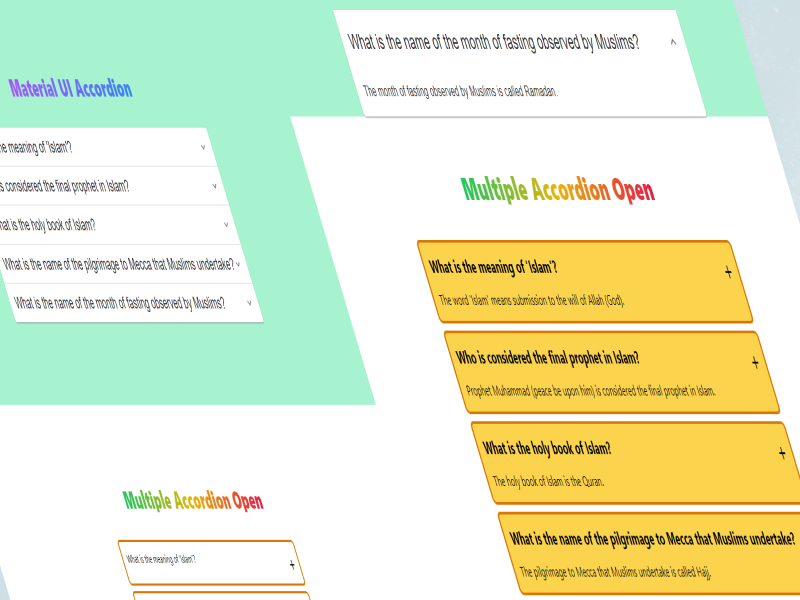 What is the name of the month of fasting observed by Muslims?
The month of fasting observed by Muslims is called Ramadan.
Material UI Accordion
he meaning of 'Islam'?
s considered the final prophet in Islam?
at is the holy book of Islam?
What is the name of the pilgrimage to Mecca that Muslims undertake?
What is the name of the month of fasting observed by Muslims?
Multiple Accordion Open
What is the meaning of 'Islam'?
The word 'Islam' means submission to the will of Allah (God).
Who is considered the final prophet in Islam?
Prophet Muhammad (peace be upon him) is considered the final prophet in Islam.
What is the holy book of Islam?
The holy book of Islam is the Quran.
What is the name of the pilgrimage to Mecca that Muslims undertake?
The pilgrimage to Mecca that Muslims undertake is called Hajj.
Multiple Accordion Open
What is the meaning of 'Islam'?